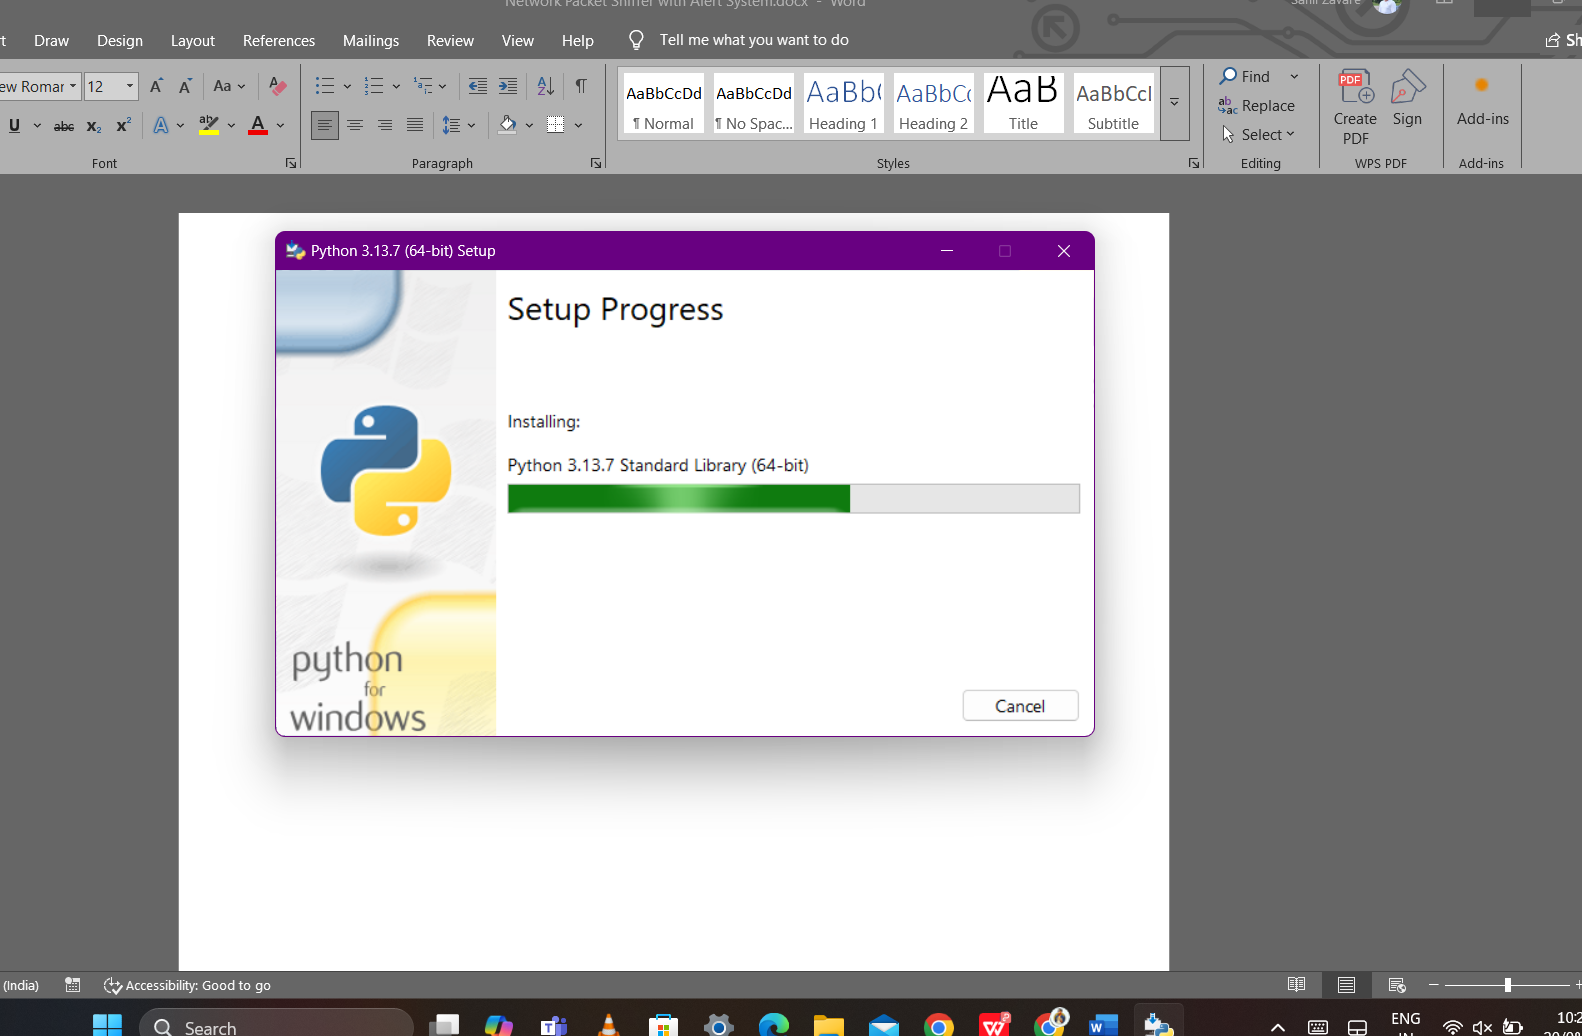 Network Packet Sniffer with Alert System.docx - Word
Sahil Zavare
Draw Design Layout References Mailings Review View Help Tell me what you want to do
ew Romar 12 Aa
AaBbCcDd AaBbCcDd AaBb( AaBbC( AaB AaBbCcl
¶ Normal ¶ No Spac... Heading 1 Heading 2 Title Subtitle
Find
Replace
Select
Create
PDF
Sign
Add-ins
Font Paragraph Styles Editing WPS PDF Add-ins
Python 3.13.7 (64-bit) Setup
Setup Progress
Installing:
Python 3.13.7 Standard Library (64-bit)
python
for
windows
Cancel
(India) Accessibility: Good to go
Search
ENG
IN
10:2